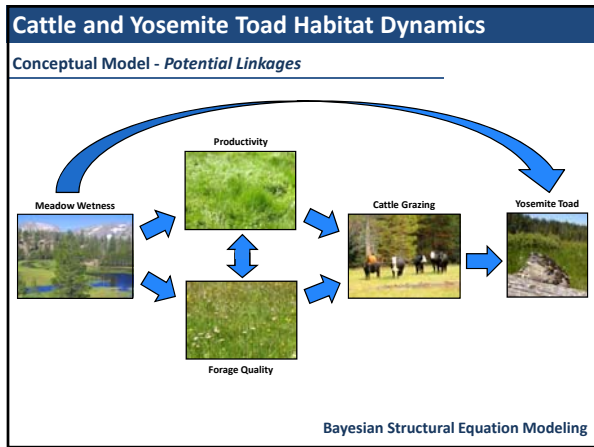 Cattle and Yosemite Toad Habitat Dynamics
Conceptual Model - Potential Linkages
Productivity
Meadow Wetness
Cattle Grazing
Yosemite Toad
Forage Quality
Bayesian Structural Equation Modeling